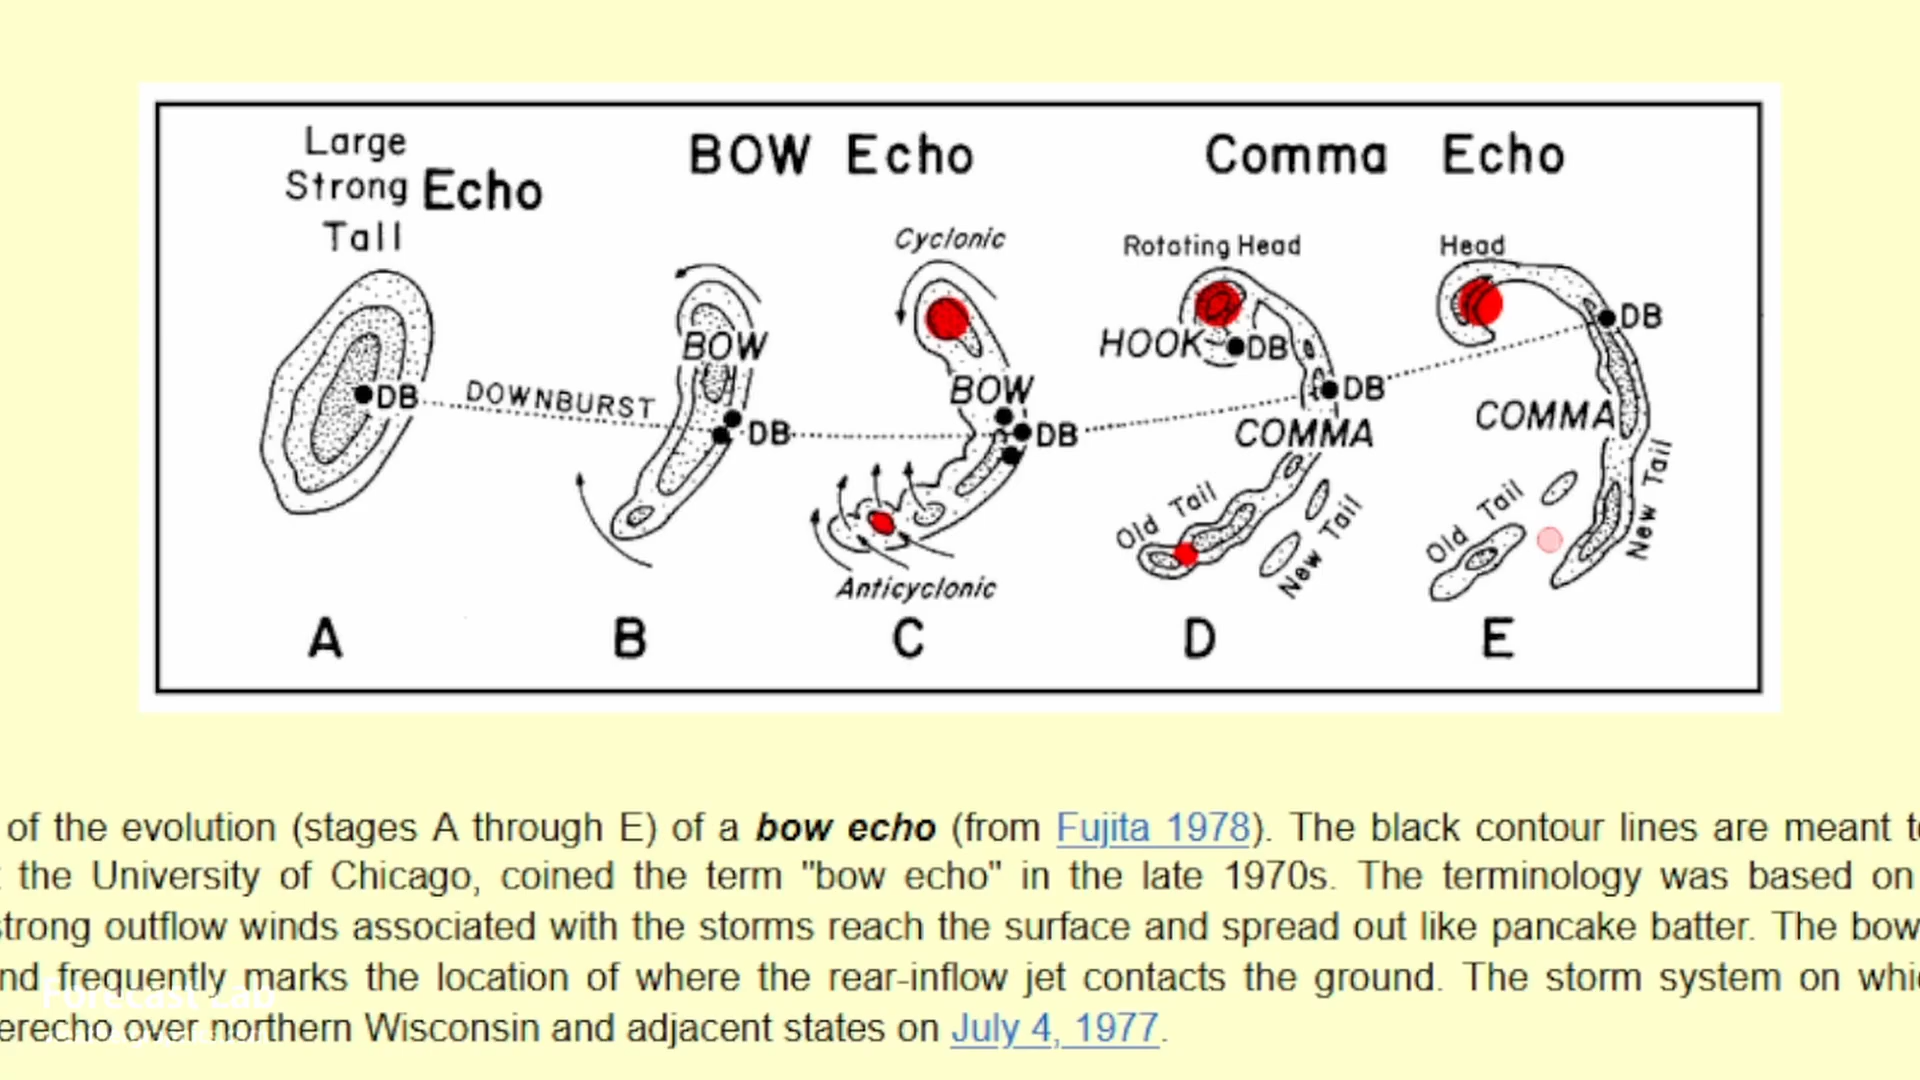 Large
Strong Echo
Tall
BOW Echo
Comma Echo
Cyclonic
Rotating Head
Head
BOW
HOOK
DB
DB
DB
BOW
DOWNBURST
DB
DB
DB
DB
COMMA
COMMA
Old Tail
New Tail
Old Tail
New Tail
Anticyclonic
A
B
C
D
E
of the evolution (stages A through E) of a bow echo (from Fujita 1978). The black contour lines are meant
the University of Chicago, coined the term "bow echo" in the late 1970s. The terminology was based on
strong outflow winds associated with the storms reach the surface and spread out like pancake batter. The bow
nd frequently marks the location of where the rear-inflow jet contacts the ground. The storm system on whi
Forecast Lab
erecho over northern Wisconsin and adjacent states on July 4, 1977.